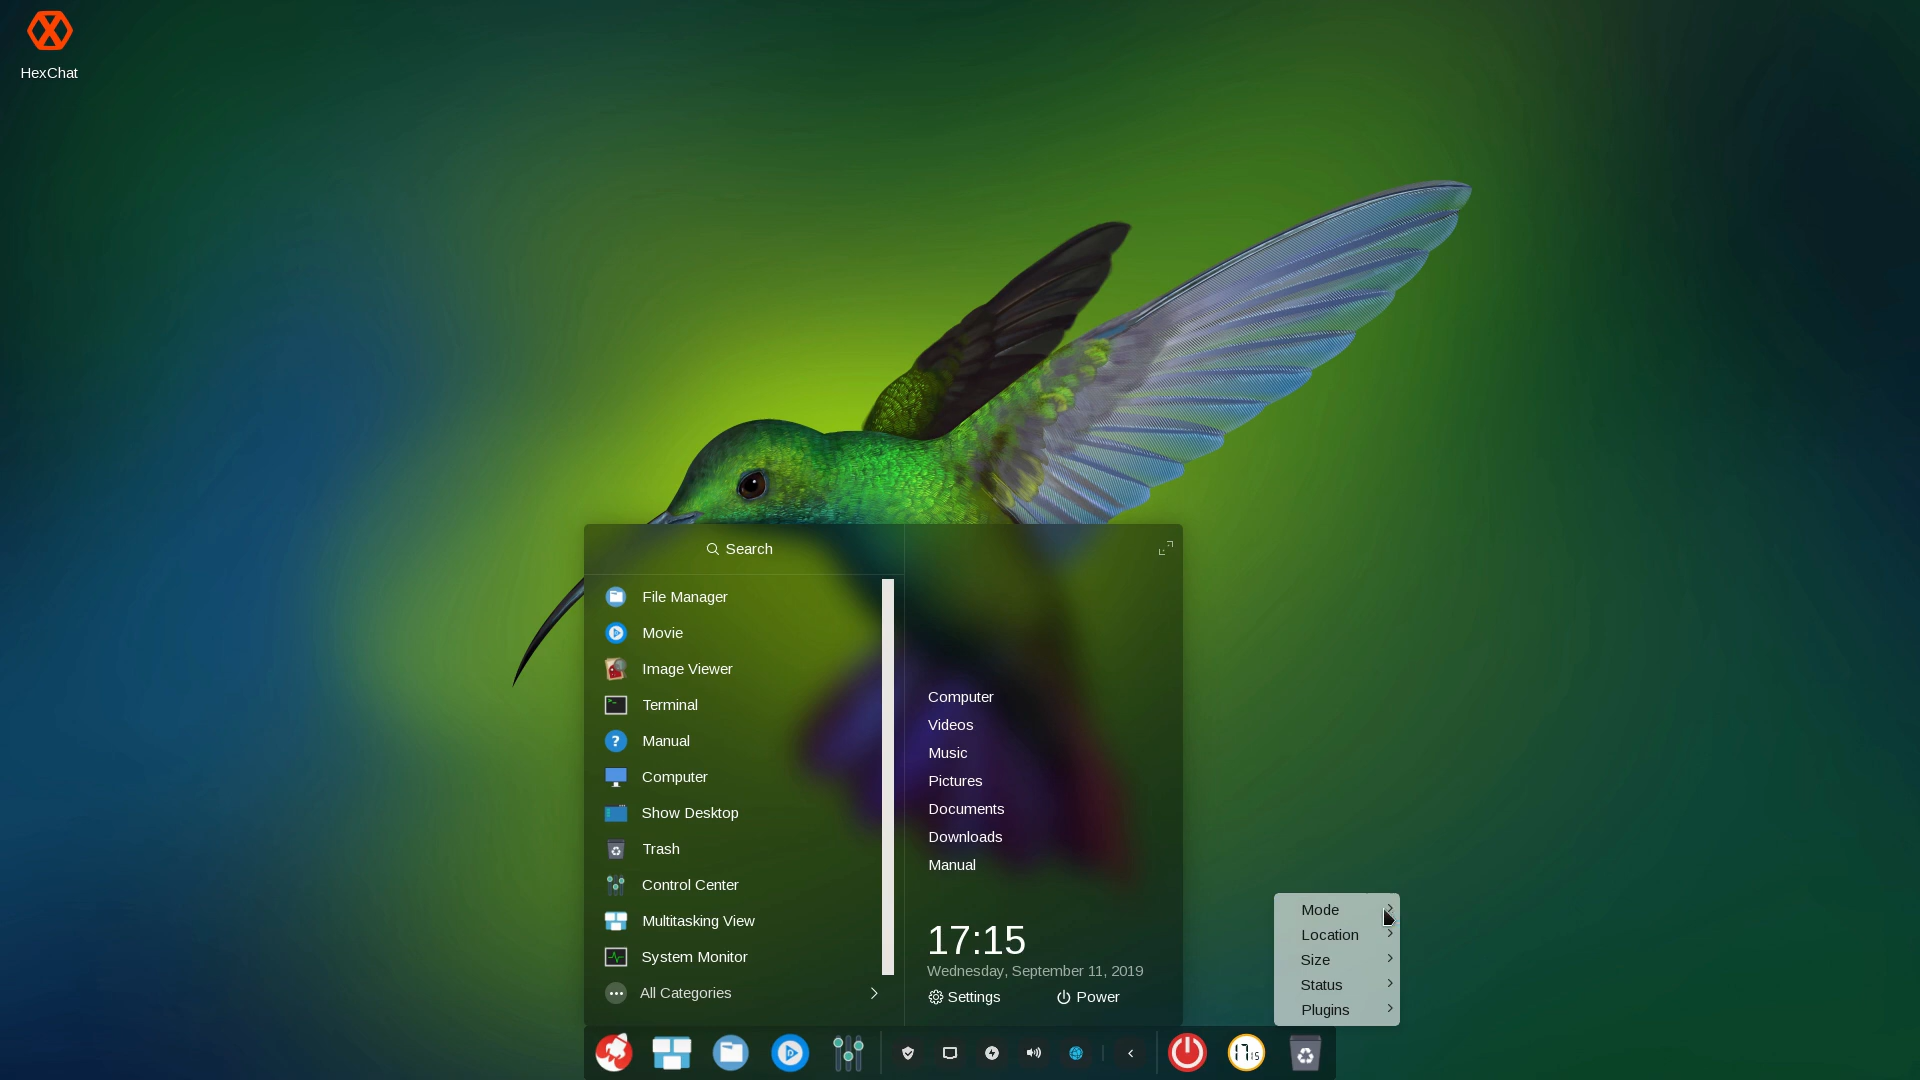 HexChat
Search
File Manager
Movie
Image Viewer
Terminal
Manual
Computer
Show Desktop
Trash
Control Center
Multitasking View
System Monitor
All Categories
Computer
Videos
Music
Pictures
Documents
Downloads
Manual
17:15
Wednesday, September 11, 2019
Settings
Power
Mode
Location
Size
Status
Plugins
17 15